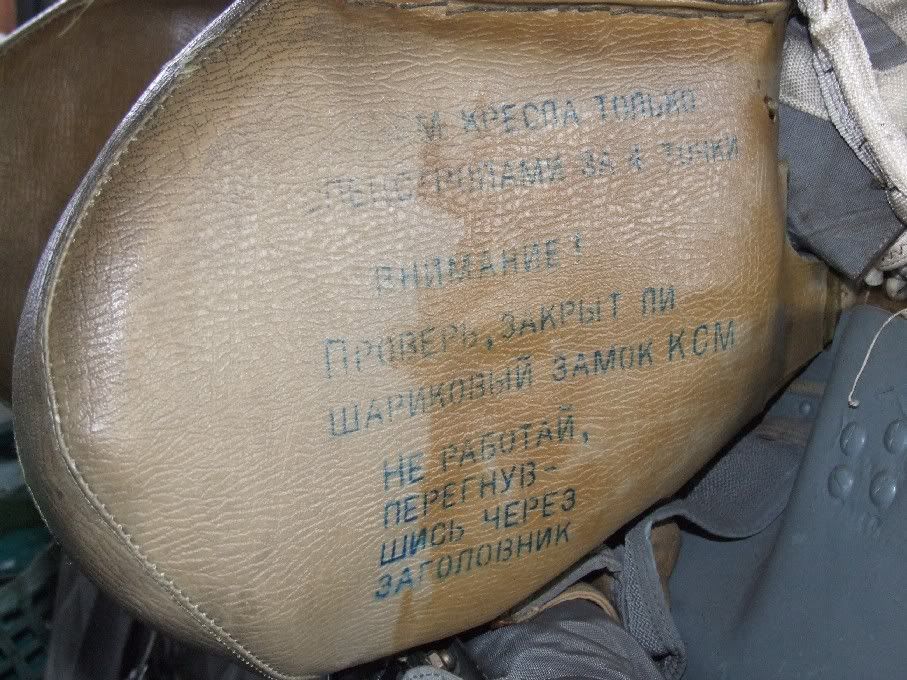 КРЕСЛА ТОЛЬКО
ЗА 4 ТОЧКИ
ВНИМАНИЕ!
ПРОВЕРЬ, ЗАКРЫТ ЛИ
ШАРИКОВЫЙ ЗАМОК КСМ
НЕ РАБОТАЙ,
ПЕРЕГНУВ-
ШИСЬ ЧЕРЕЗ
ЗАГОЛОВНИК